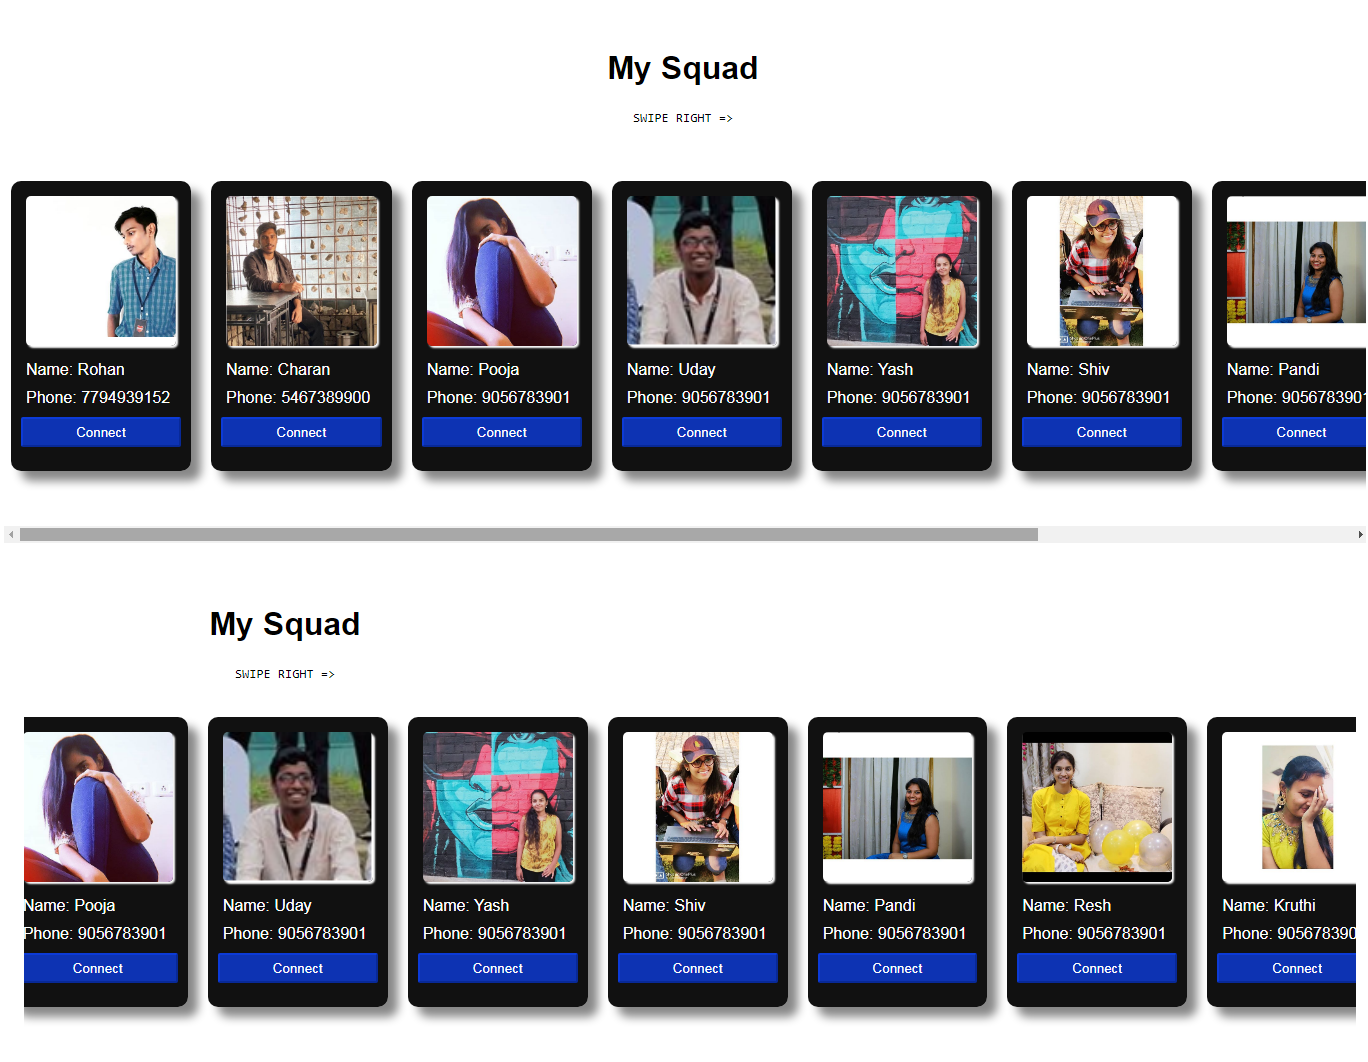 My Squad
SWIPE RIGHT =>
Name: Rohan
Phone: 7794939152
Connect
Name: Charan
Phone: 5467389900
Connect
Name: Pooja
Phone: 9056783901
Connect
Name: Uday
Phone: 9056783901
Connect
Name: Yash
Phone: 9056783901
Connect
Name: Shiv
Phone: 9056783901
Connect
Name: Pandi
Phone: 9056783901
Connect
My Squad
SWIPE RIGHT =>
Name: Pooja
Phone: 9056783901
Connect
Name: Uday
Phone: 9056783901
Connect
Name: Yash
Phone: 9056783901
Connect
Name: Shiv
Phone: 9056783901
Connect
Name: Pandi
Phone: 9056783901
Connect
Name: Resh
Phone: 9056783901
Connect
Name: Kruthi
Phone: 905678390
Connect